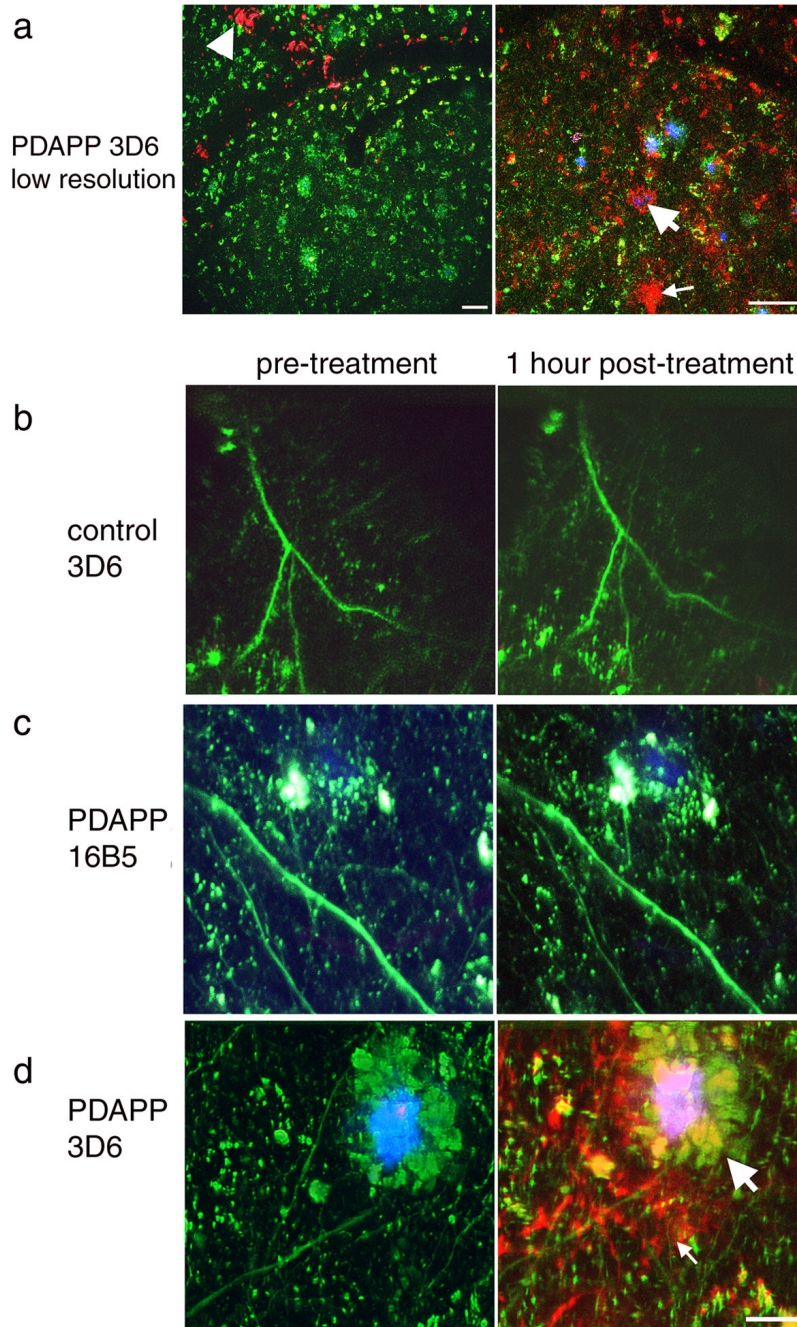 a
PDAPP 3D6
low resolution
pre-treatment
1 hour post-treatment
b
control
3D6
c
PDAPP
16B5
d
PDAPP
3D6